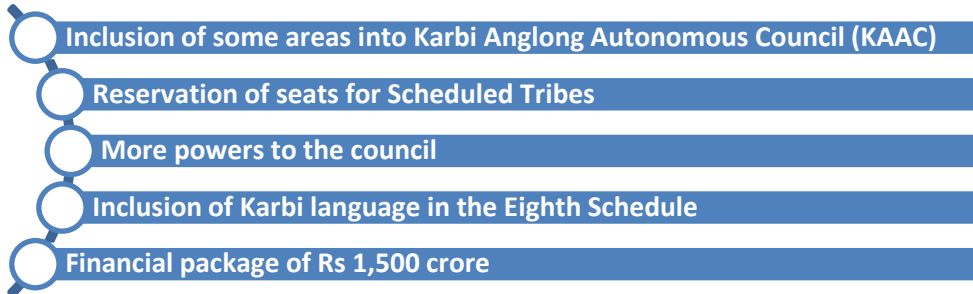 Inclusion of some areas into Karbi Anglong Autonomous Council (KAAC)
Reservation of seats for Scheduled Tribes
More powers to the council
Inclusion of Karbi language in the Eighth Schedule
Financial package of Rs 1,500 crore